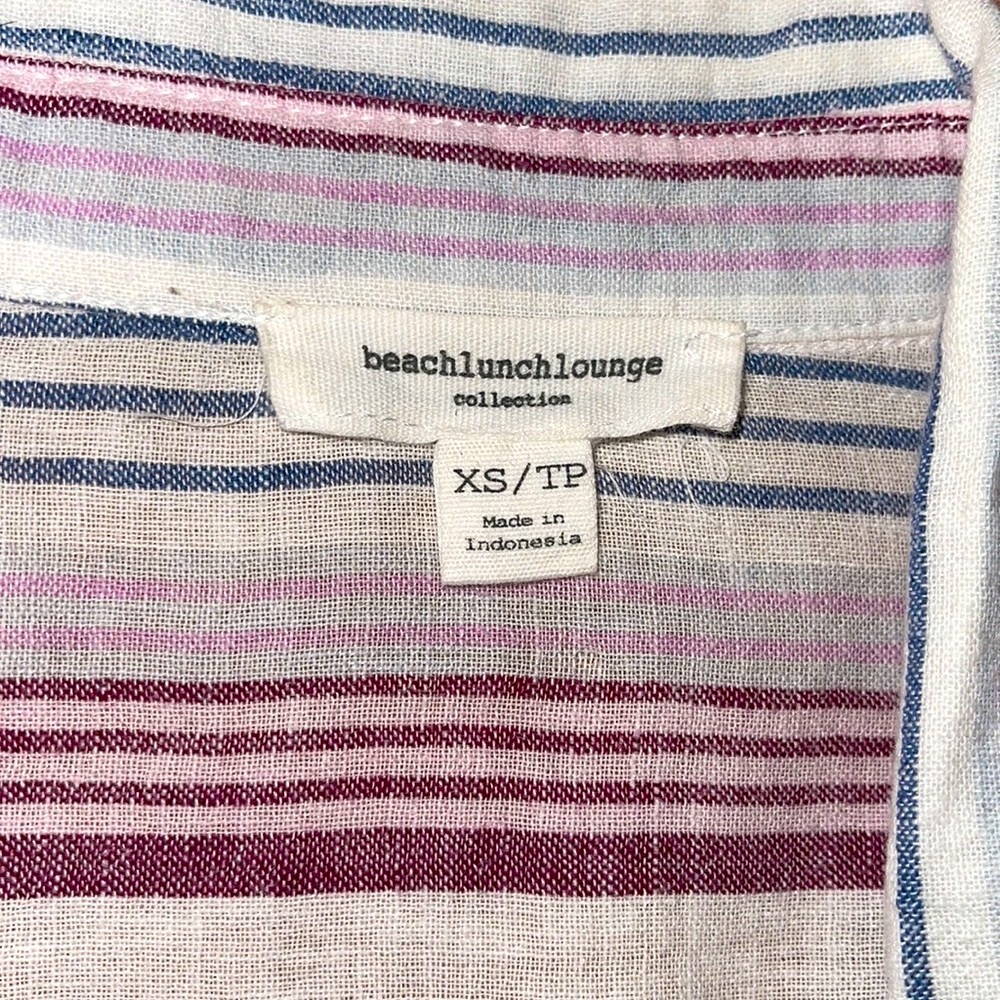 beachlunchlounge
collection
XS/TP
Made in
Indonesia